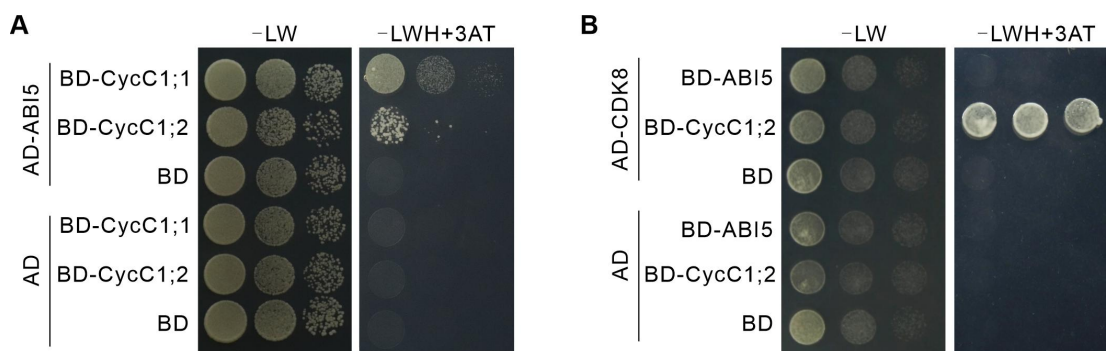 A
−LW
−LWH+3AT
AD-ABI5
BD-CycC1;1
BD-CycC1;2
BD
AD
BD-CycC1;1
BD-CycC1;2
BD
B
−LW
−LWH+3AT
AD-CDK8
BD-ABI5
BD-CycC1;2
BD
AD
BD-ABI5
BD-CycC1;2
BD